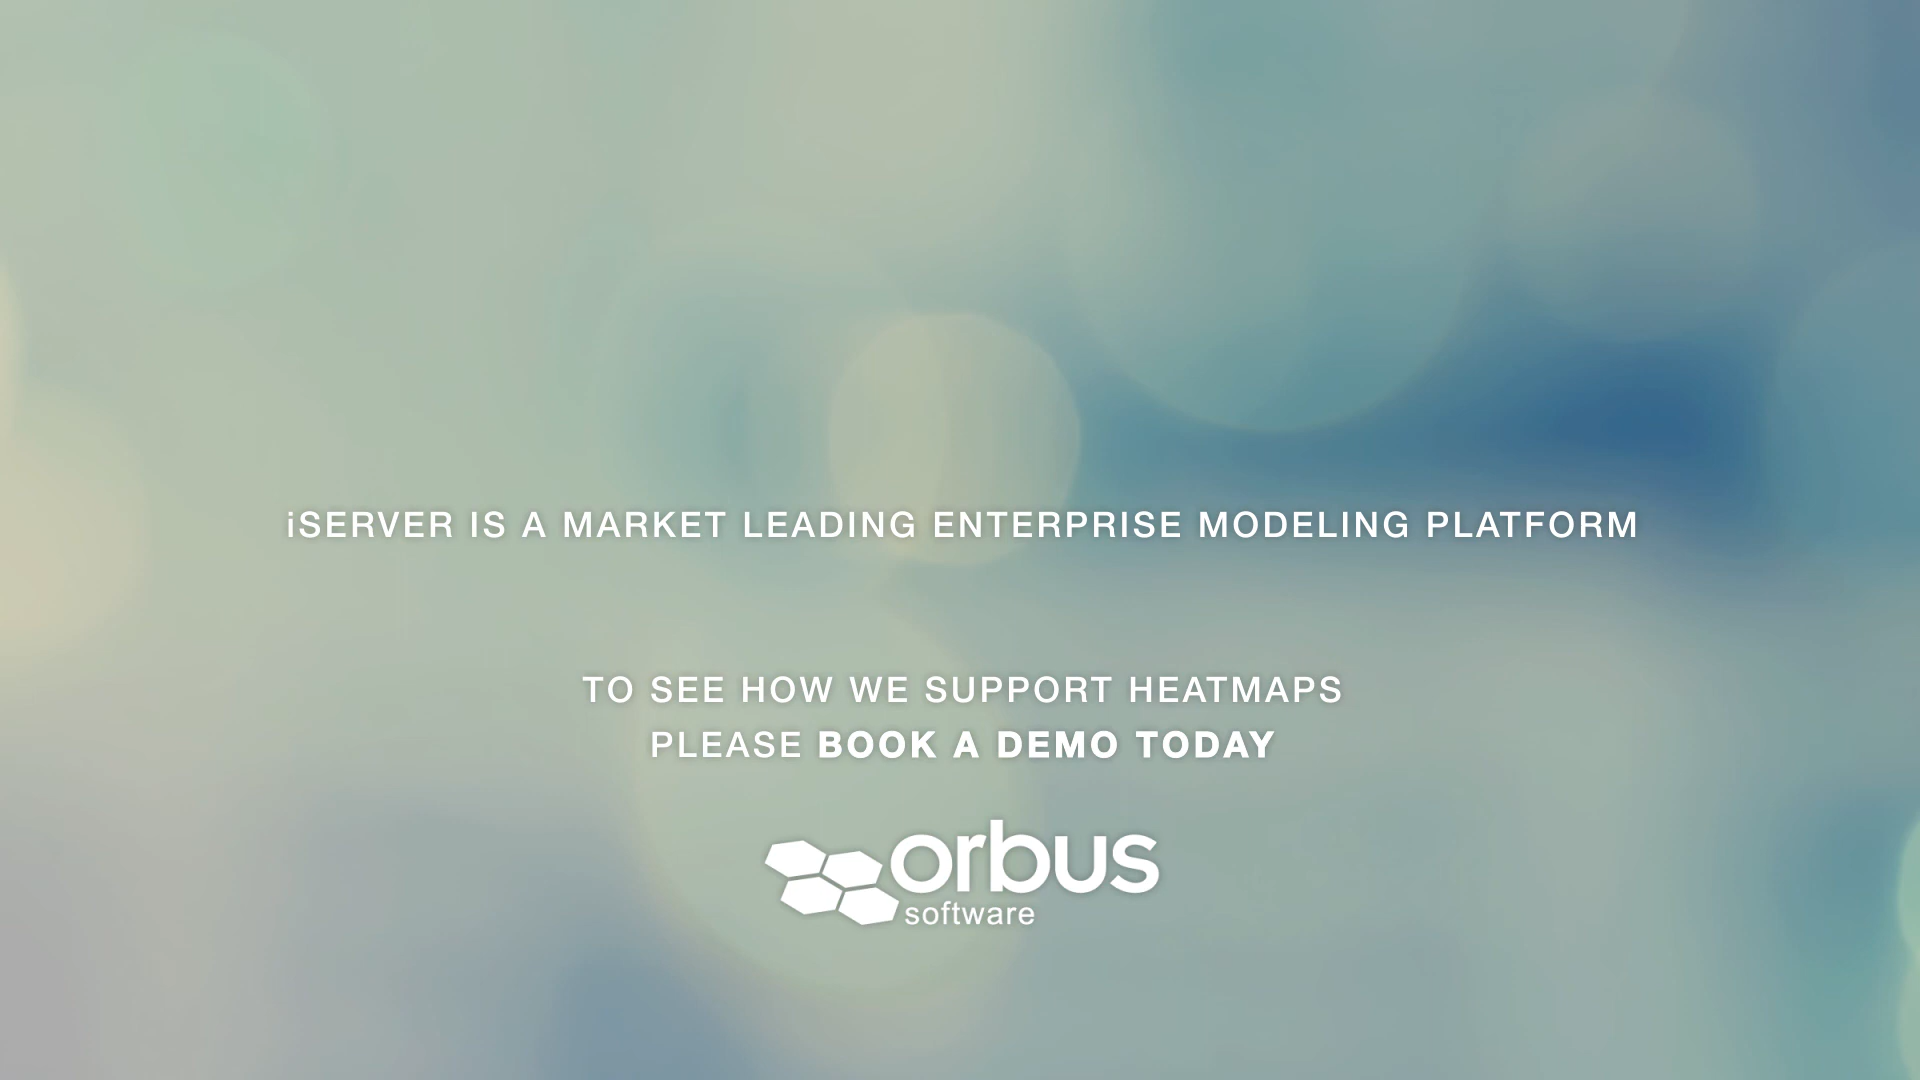 iSERVER IS A MARKET LEADING ENTERPRISE MODELING PLATFORM
TO SEE HOW WE SUPPORT HEATMAPS
PLEASE BOOK A DEMO TODAY
orbus
software